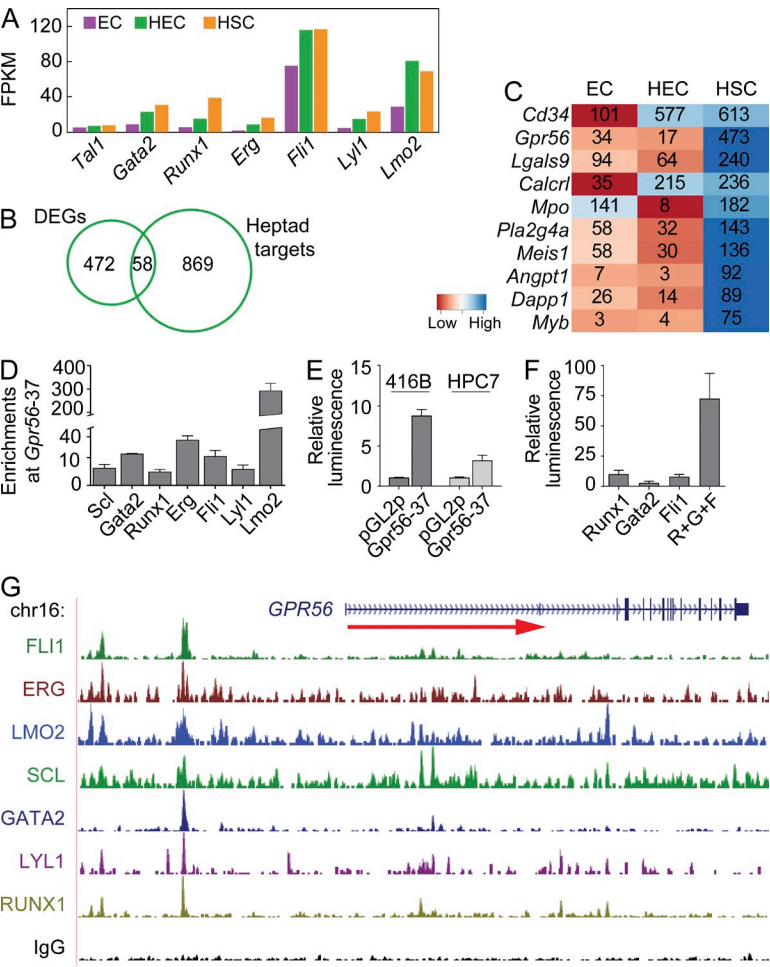 A
EC HEC HSC
FPKM
120
80
40
0
Tal1 Gata2 Runx1 Erg Fli1 Lyl1 Lmo2
B
DEGs
Heptad
targets
472 58 869
C
EC HEC HSC
Cd34 101 577 613
Gpr56 34 17 473
Lgals9 94 64 240
Calcrl 35 215 236
Mpo 141 8 182
Pla2g4a 58 32 143
Meis1 58 30 136
Angpt1 7 3 92
Dapp1 26 14 89
Myb 3 4 75
Low High
D
Enrichments
at Gpr56-37
400
300
200
40
10
0
Scl Gata2 Runx1 Erg Fli1 Lyl1 Lmo2
E
Relative
luminescence
15
10
5
0
416B HPC7
pGL2p Gpr56-37 pGL2p Gpr56-37
F
Relative
luminescence
100
75
50
25
0
Runx1 Gata2 Fli1 R+G+F
G
chr16: GPR56
FLI1
ERG
LMO2
SCL
GATA2
LYL1
RUNX1
IgG